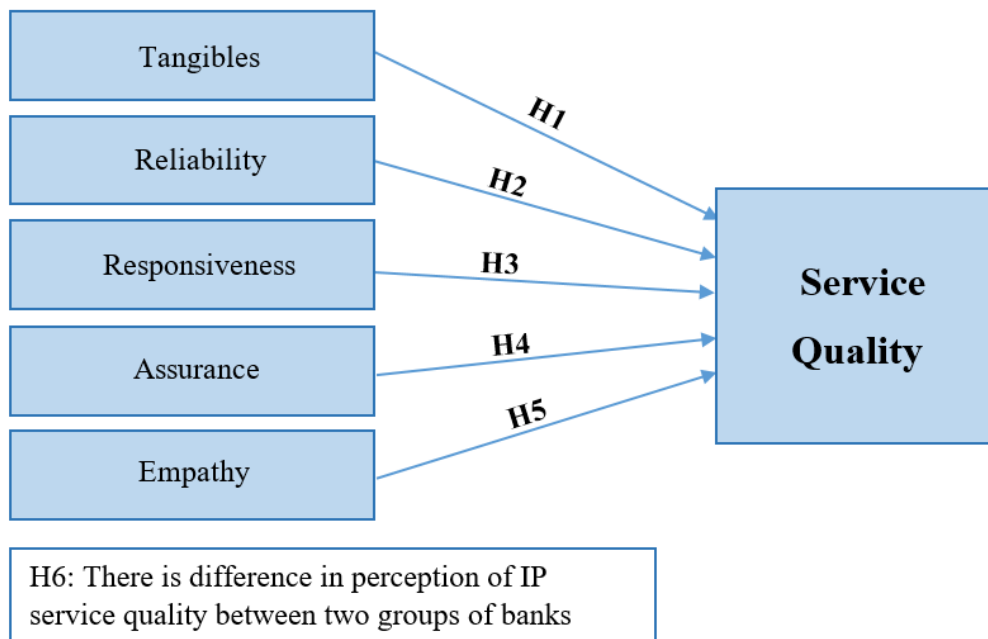 Tangibles
H1
Reliability
H2
Responsiveness
H3
Assurance
H4
Empathy
H5
Service
Quality
H6: There is difference in perception of IP
service quality between two groups of banks